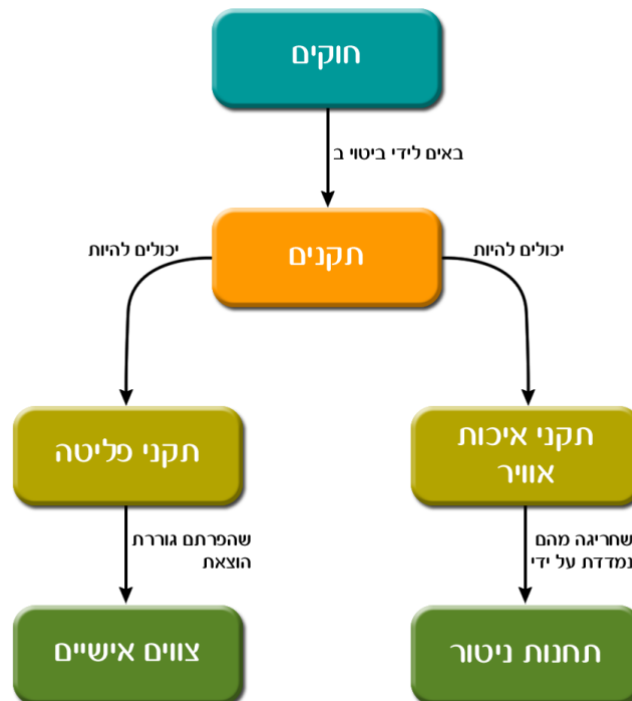 חוקים
באים לידי ביטוי ב
תקנים
יכולים להיות
יכולים להיות
תקני איכות
אוויר
תקני פליטה
שחריגה מהם
נמדדת על ידי
שהפרתם גוררת
הוצאת
תחנות ניטור
צווים אישיים